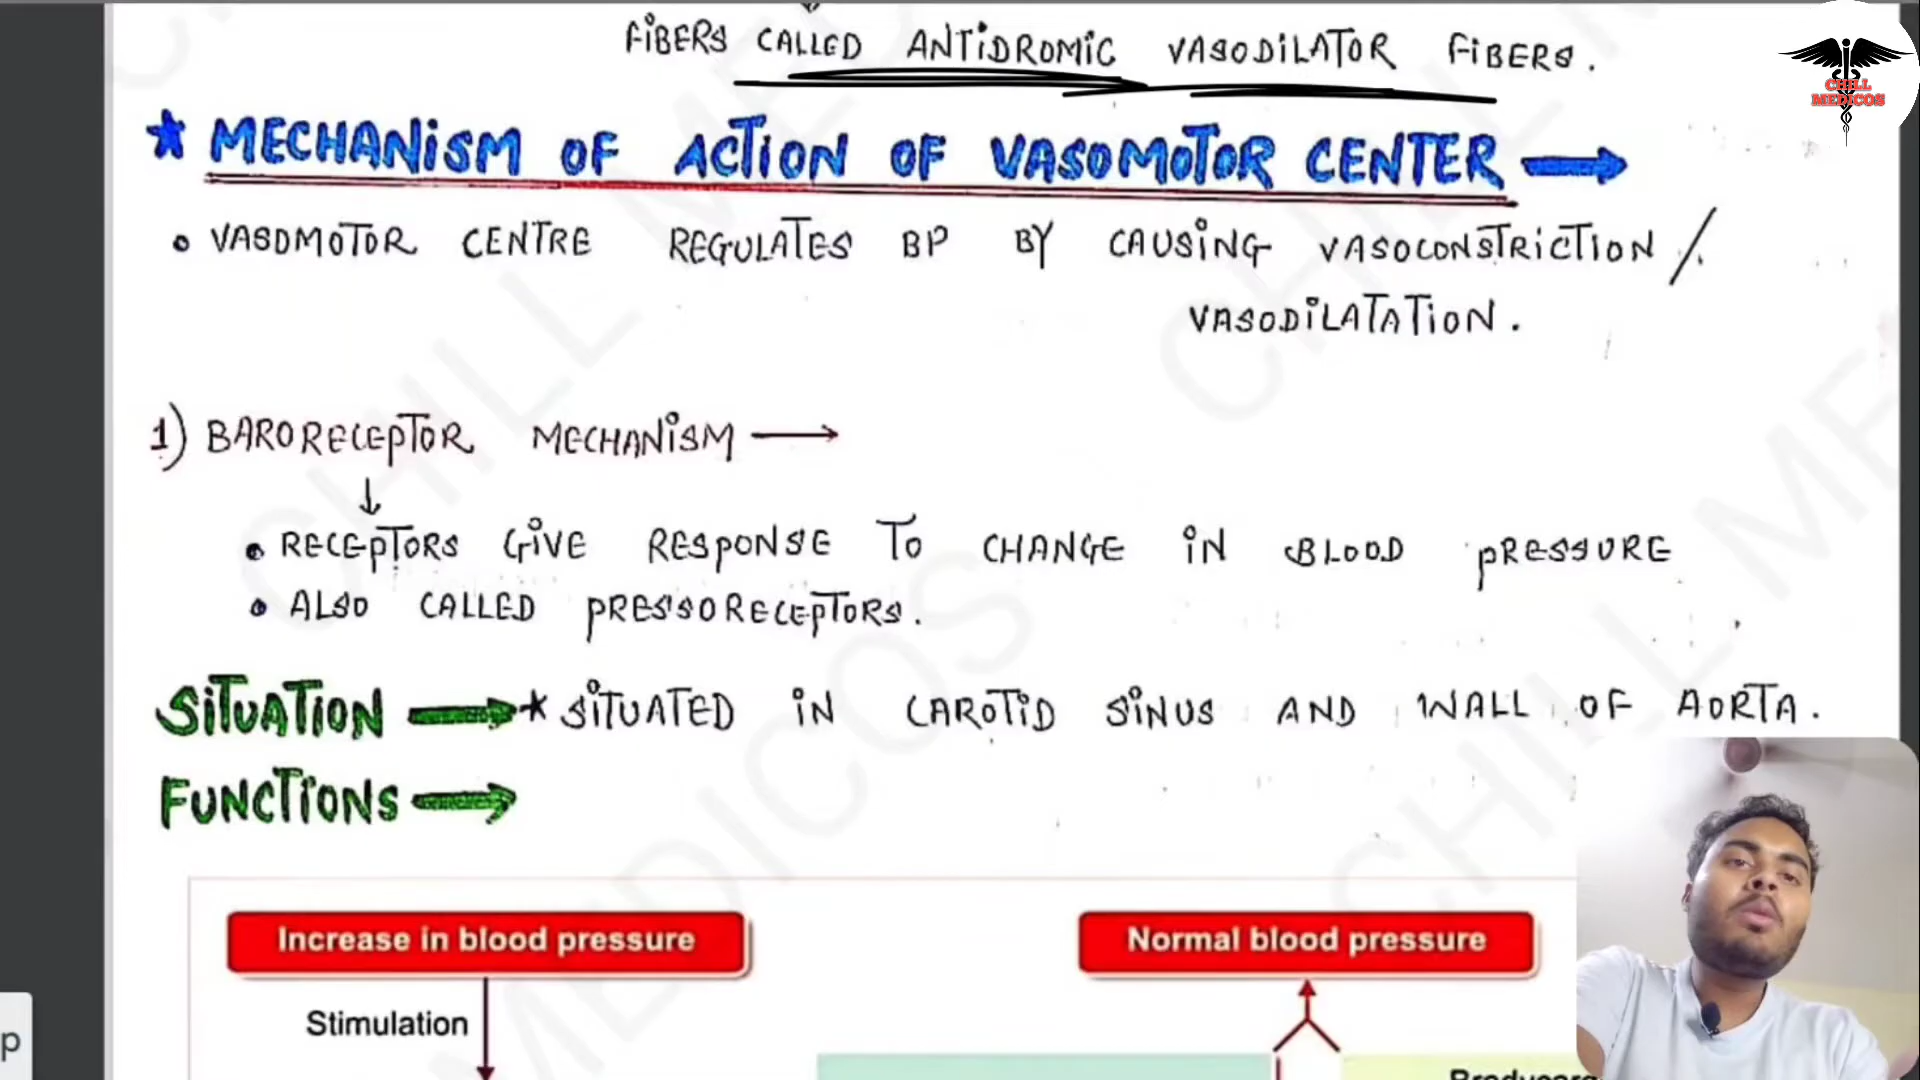 FIBERS CALLED ANTIDROMIC VASODILATOR FIBERS.
CHILL
MEDICOS
★ MECHANISM OF ACTION OF VASOMOTOR CENTER →
• VASOMOTOR CENTRE REGULATES BP BY CAUSING VASOCONSTRICTION /
VASODILATATION.
1) BARORECEPTOR MECHANISM →
↓
• RECEPTORS GIVE RESPONSE TO CHANGE IN BLOOD PRESSURE
• ALSO CALLED PRESSORECEPTORS.
SITUATION → * SITUATED IN CAROTID SINUS AND WALL OF AORTA.
FUNCTIONS →
Increase in blood pressure
Normal blood pressure
Stimulation
p
CHILL MEDICOS